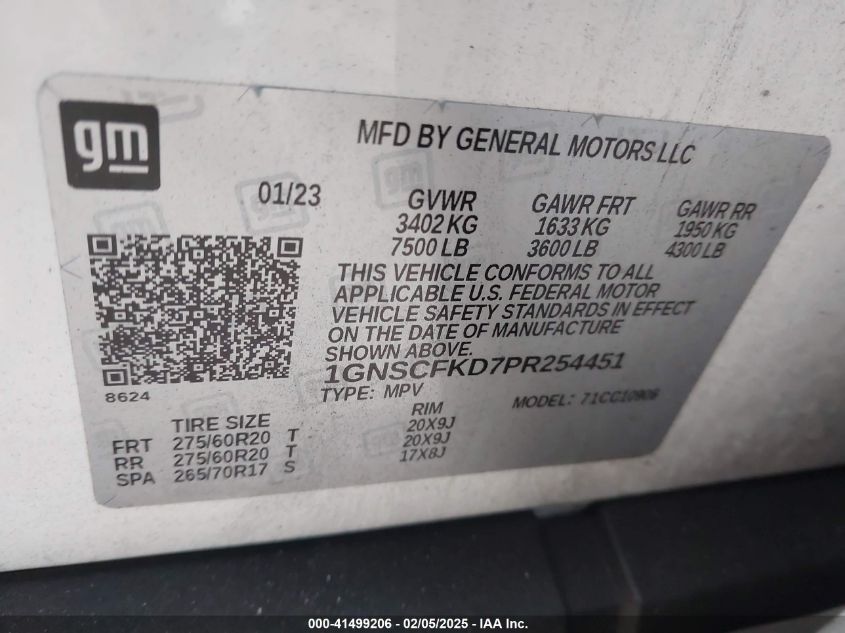 gm
MFD BY GENERAL MOTORS LLC
01/23
GVWR GAWR FRT GAWR RR
3402 KG 1633 KG 1950 KG
7500 LB 3600 LB 4300 LB
THIS VEHICLE CONFORMS TO ALL
APPLICABLE U.S. FEDERAL MOTOR
VEHICLE SAFETY STANDARDS IN EFFECT
ON THE DATE OF MANUFACTURE
SHOWN ABOVE.
1GNSCFKD7PR254451
8624
TYPE: MPV MODEL: 71CC10906
TIRE SIZE RIM
FRT 275/60R20 T 20X9J
RR 275/60R20 T 20X9J
SPA 265/70R17 S 17X8J
000-41499206 - 02/05/2025 - IAA Inc.